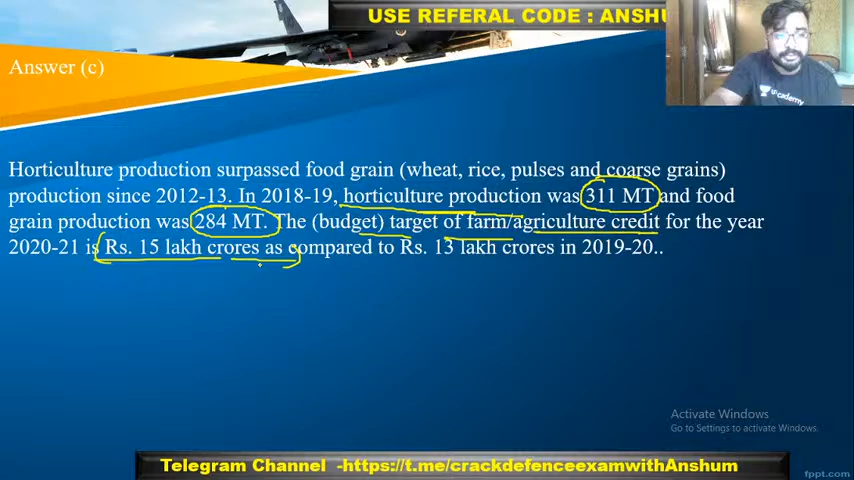 USE REFERAL CODE : ANSHU
Answer (c)
unacademy
Horticulture production surpassed food grain (wheat, rice, pulses and coarse grains)
production since 2012-13. In 2018-19, horticulture production was 311 MT and food
grain production was 284 MT. The (budget) target of farm/agriculture credit for the year
2020-21 is Rs. 15 lakh crores as compared to Rs. 13 lakh crores in 2019-20..
Activate Windows
Go to Settings to activate Windows.
Telegram Channel -https://t.me/crackdefenceexamwithAnshum
fppt.com